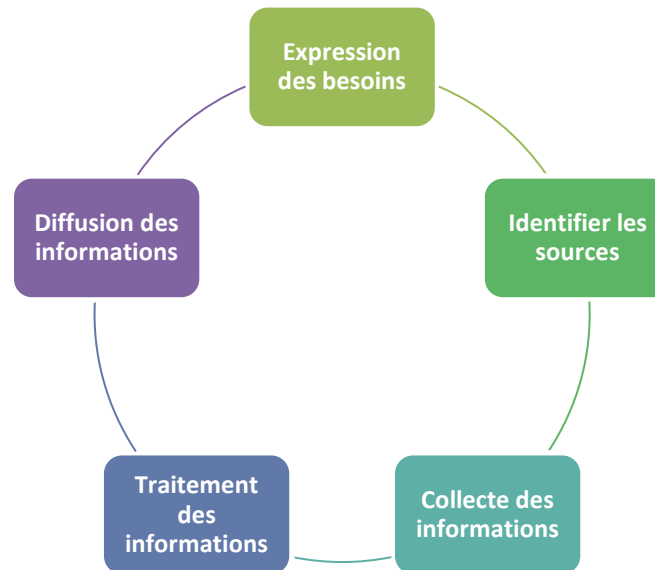 Expression
des besoins
Identifier les
sources
Collecte des
informations
Traitement
des
informations
Diffusion des
informations